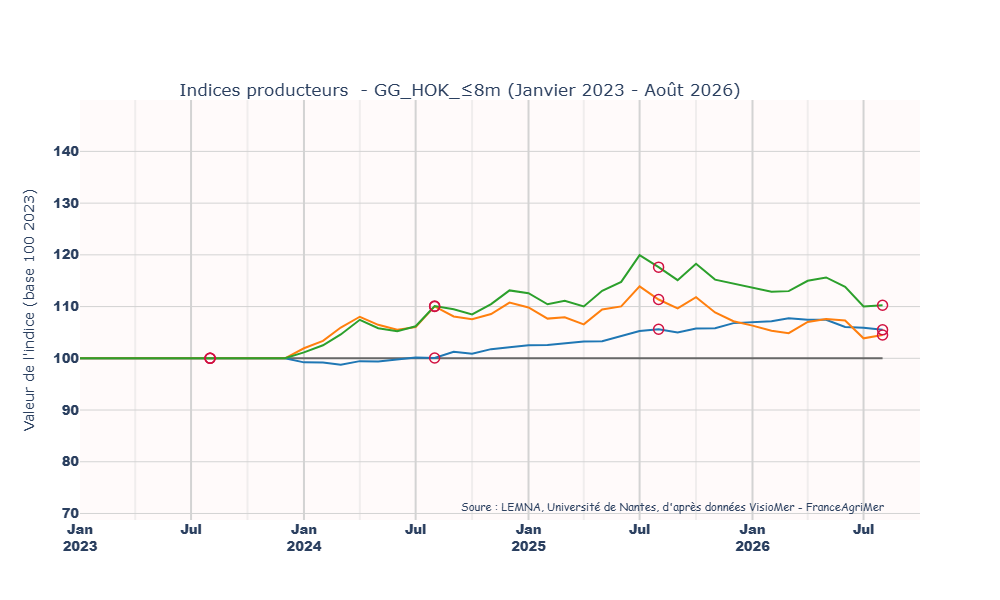 Indices producteurs - GG_HOK_≤8m (Janvier 2023 - Août 2026)
Valeur de l'indice (base 100 2023)
140
130
120
110
100
90
80
70
Jan Jul Jan Jul Jan Jul Jan Jul
2023 2024 2025 2026
Soure : LEMNA, Université de Nantes, d'après données VisioMer - FranceAgriMer